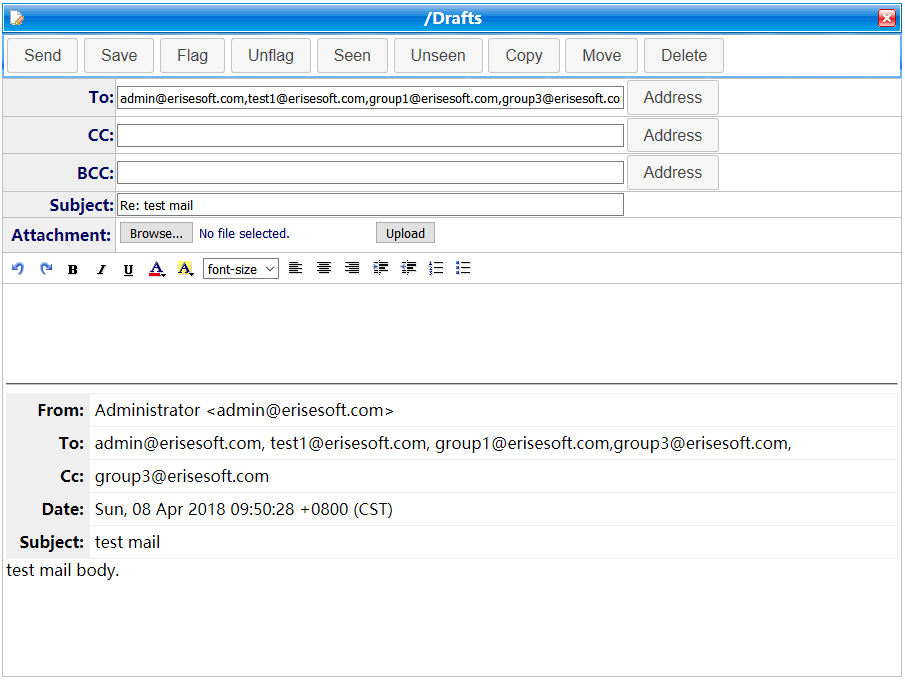 /Drafts
Send Save Flag Unflag Seen Unseen Copy Move Delete
To: admin@erisesoft.com,test1@erisesoft.com,group1@erisesoft.com,group3@erisesoft.co Address
CC: Address
BCC: Address
Subject: Re: test mail
Attachment: Browse... No file selected. Upload
B I U A A font-size
From: Administrator <admin@erisesoft.com>
To: admin@erisesoft.com, test1@erisesoft.com, group1@erisesoft.com,group3@erisesoft.com,
Cc: group3@erisesoft.com
Date: Sun, 08 Apr 2018 09:50:28 +0800 (CST)
Subject: test mail
test mail body.